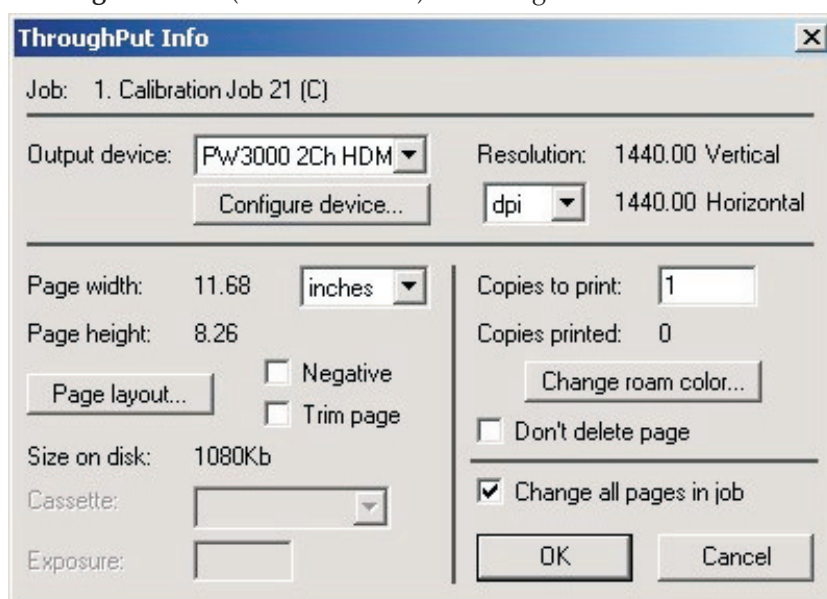 ThroughPut Info
Job: 1. Calibration Job 21 (C)
Output device: PW3000 2Ch HDM
Configure device...
Resolution: 1440.00 Vertical
dpi 1440.00 Horizontal
Page width: 11.68 inches
Page height: 8.26
Page layout...
Negative
Trim page
Size on disk: 1080Kb
Cassette:
Exposure:
Copies to print: 1
Copies printed: 0
Change roam color...
Don't delete page
Change all pages in job
OK Cancel